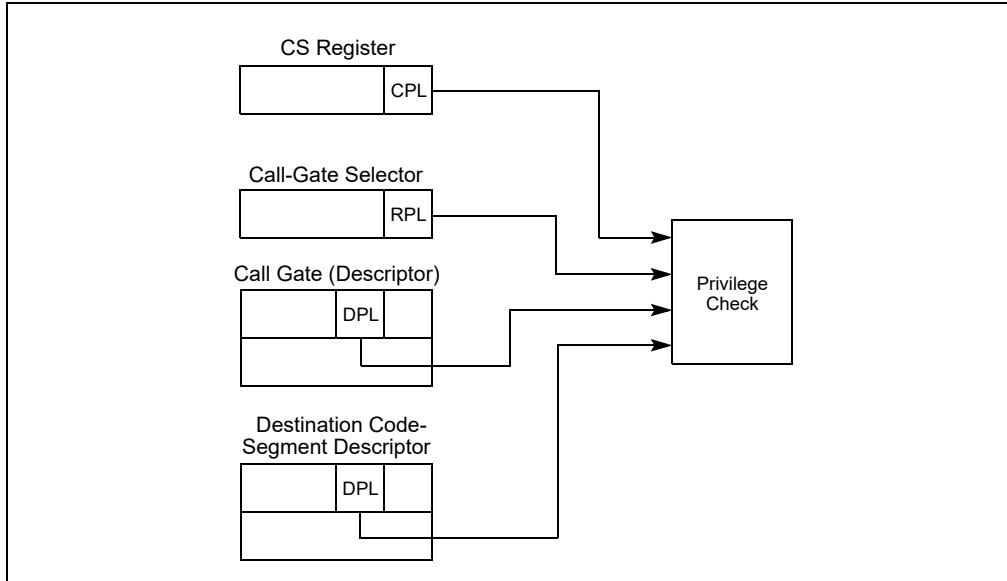 CS Register
CPL
Call-Gate Selector
RPL
Call Gate (Descriptor)
DPL
Privilege
Check
Destination Code-
Segment Descriptor
DPL